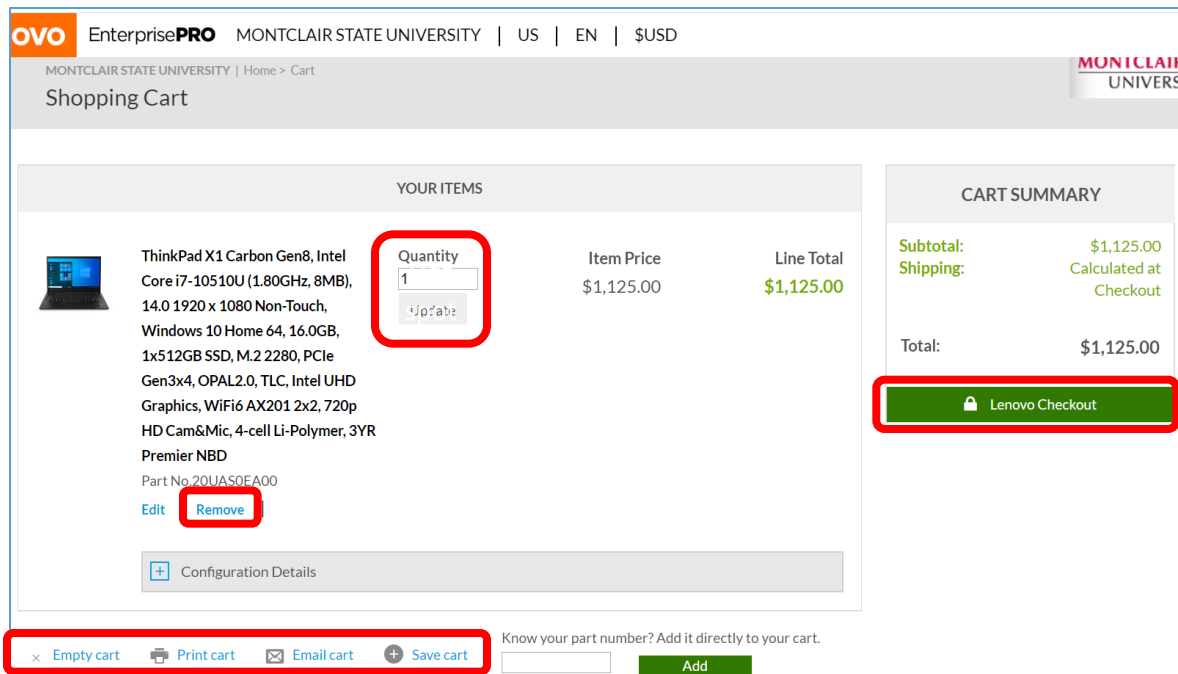 OVO EnterprisePRO MONTCLAIR STATE UNIVERSITY | US | EN | $USD
MONTCLAIR STATE UNIVERSITY | Home > Cart
Shopping Cart
MONTCLAIR
UNIVERS
YOUR ITEMS
ThinkPad X1 Carbon Gen8, Intel
Core i7-10510U (1.80GHz, 8MB),
14.0 1920 x 1080 Non-Touch,
Windows 10 Home 64, 16.0GB,
1x512GB SSD, M.2 2280, PCIe
Gen3x4, OPAL2.0, TLC, Intel UHD
Graphics, WiFi6 AX201 2x2, 720p
HD Cam&Mic, 4-cell Li-Polymer, 3YR
Premier NBD
Part No.20UAS0EA00
Edit Remove
Quantity
1
Update
Item Price
$1,125.00
Line Total
$1,125.00
+ Configuration Details
CART SUMMARY
Subtotal: $1,125.00
Shipping: Calculated at
Checkout
Total: $1,125.00
Lenovo Checkout
× Empty cart Print cart Email cart + Save cart
Know your part number? Add it directly to your cart.
Add